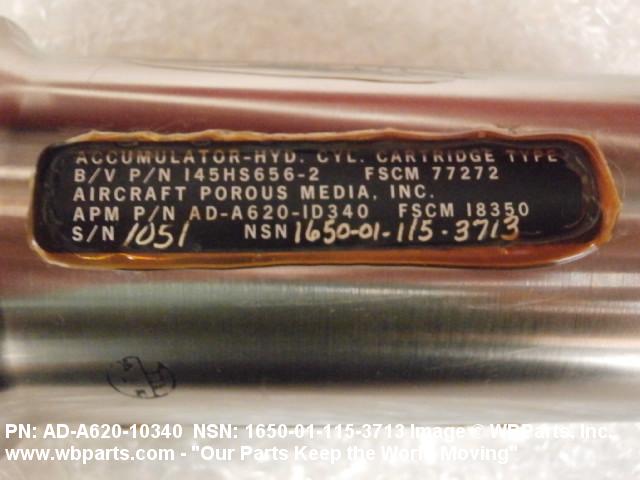 ACCUMULATOR-HYD. CYL. CARTRIDGE TYPE
B/V P/N 145HS656-2 FSCM 77272
AIRCRAFT POROUS MEDIA, INC.
APM P/N AD-A620-1D340 FSCM 18350
S/N 1051 NSN 1650-01-115-3713
PN: AD-A620-10340 NSN: 1650-01-115-3713 Image © WBParts, Inc.
www.wbparts.com - "Our Parts Keep the World Moving"